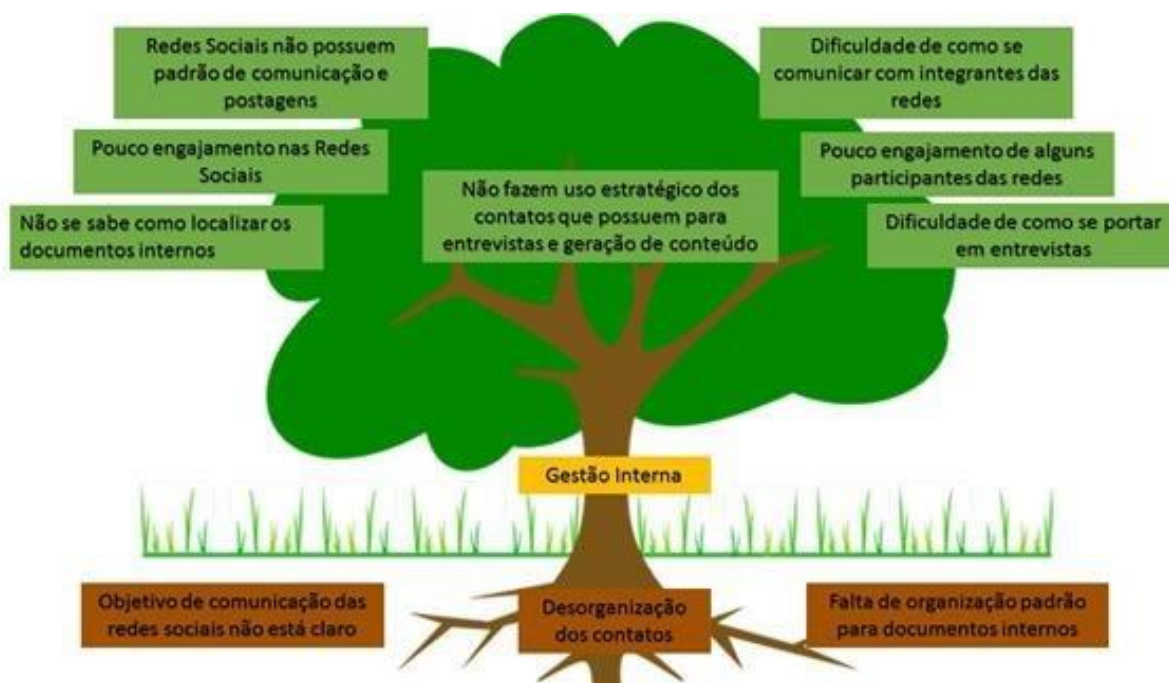 Redes Sociais não possuem
padrão de comunicação e
postagens
Dificuldade de como se
comunicar com integrantes das
redes
Pouco engajamento nas Redes
Sociais
Pouco engajamento de alguns
participantes das redes
Não se sabe como localizar os
documentos internos
Não fazem uso estratégico dos
contatos que possuem para
entrevistas e geração de conteúdo
Dificuldade de como se portar
em entrevistas
Gestão Interna
Objetivo de comunicação das
redes sociais não está claro
Desorganização
dos contatos
Falta de organização padrão
para documentos internos